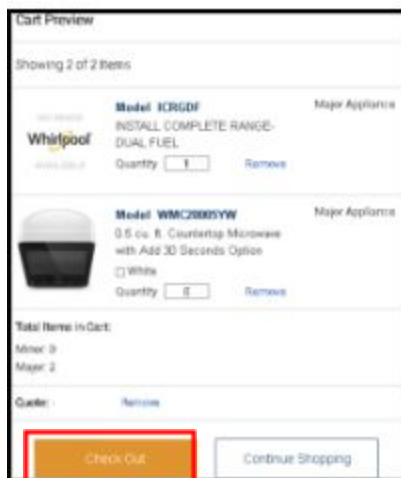 Cart Preview
Showing 2 of 2 Items
Model ICRGDF
Major Appliance
INSTALL COMPLETE RANGE-
DUAL FUEL
Whirlpool
Quantity 1 Remove
Model
Major Appliance
0.5 cu. ft. Countertop Microwave
with Add 30 Seconds Option
White
Quantity Remove
Total Items in Cart:
Minor: 0
Major: 2
Quote: Remove
Check Out
Continue Shopping